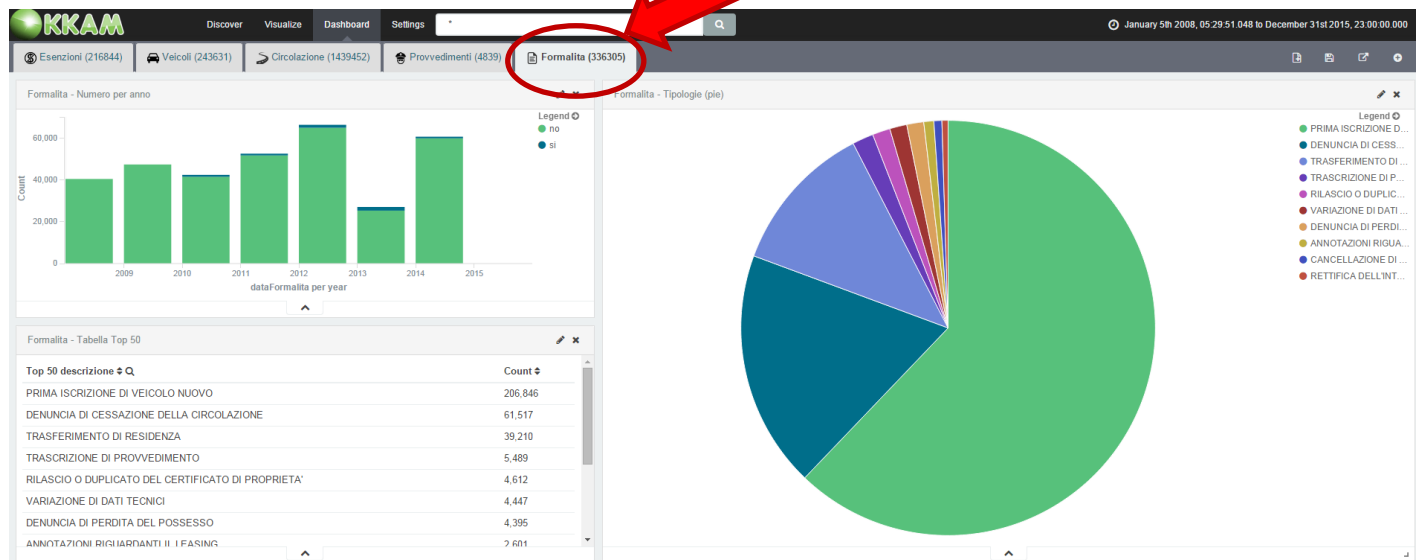 OKKAM
Discover Visualize Dashboard Settings * January 5th 2008, 05:29:51.048 to December 31st 2015, 23:00:00.000
Esenzioni (216844) Veicoli (243631) Circolazione (1439452) Provvedimenti (4839) Formalita (336305)
Formalita - Numero per anno
Legend
no
si
60,000
40,000
20,000
0
Count
2009 2010 2011 2012 2013 2014 2015
dataFormalita per year
Formalita - Tabella Top 50
Top 50 descrizione Count
PRIMA ISCRIZIONE DI VEICOLO NUOVO 206,846
DENUNCIA DI CESSAZIONE DELLA CIRCOLAZIONE 61,517
TRASFERIMENTO DI RESIDENZA 39,210
TRASCRIZIONE DI PROVVEDIMENTO 5,489
RILASCIO O DUPLICATO DEL CERTIFICATO DI PROPRIETA' 4,612
VARIAZIONE DI DATI TECNICI 4,447
DENUNCIA DI PERDITA DEL POSSESSO 4,395
ANNOTAZIONI RIGUARDANTI IL LEASING 2,601
Formalita - Tipologie (pie)
Legend
PRIMA ISCRIZIONE D...
DENUNCIA DI CESS...
TRASFERIMENTO DI ...
TRASCRIZIONE DI P...
RILASCIO O DUPLIC...
VARIAZIONE DI DATI ...
DENUNCIA DI PERDI...
ANNOTAZIONI RIGUA...
CANCELLAZIONE DI ...
RETTIFICA DELL'INT...